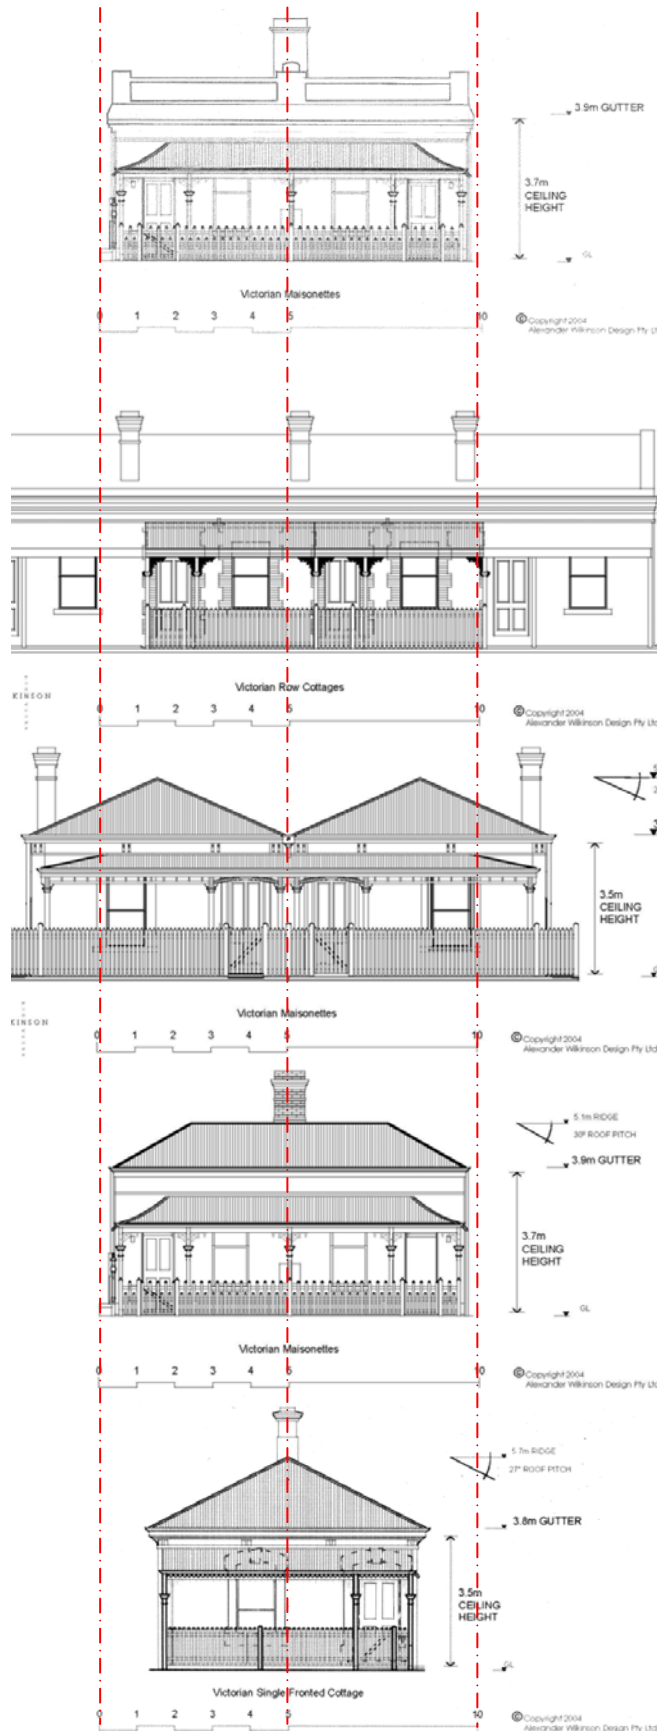 3.9m GUTTER
3.7m
CEILING
HEIGHT
GL
Victorian Maisonettes
0 1 2 3 4 5 10
© Copyright 2004
Alexander Wilkinson Design Pty Lt
KINSON
Victorian Row Cottages
0 1 2 3 4 5 10
© Copyright 2004
Alexander Wilkinson Design Pty Ltd
3.5m
CEILING
HEIGHT
KINSON
Victorian Maisonettes
0 1 2 3 4 5 10
© Copyright 2004
Alexander Wilkinson Design Pty Ltd
5.1m RIDGE
30° ROOF PITCH
3.9m GUTTER
3.7m
CEILING
HEIGHT
GL
Victorian Maisonettes
0 1 2 3 4 5 10
© Copyright 2004
Alexander Wilkinson Design Pty Ltd
5.7m RIDGE
27° ROOF PITCH
3.8m GUTTER
3.5m
CEILING
HEIGHT
GL
Victorian Single Fronted Cottage
0 1 2 3 4 5 10
© Copyright 2004
Alexander Wilkinson Design Pty Ltd